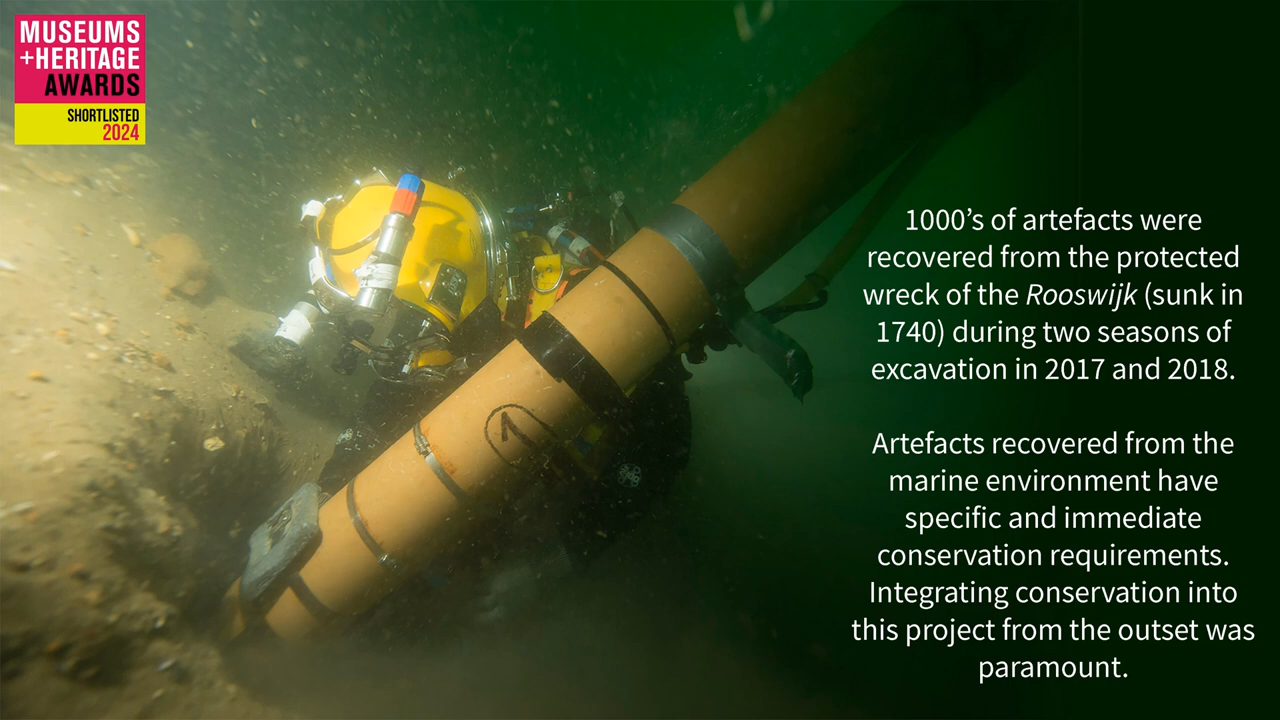 MUSEUMS
+HERITAGE
AWARDS
SHORTLISTED
2024
1000’s of artefacts were
recovered from the protected
wreck of the Rooswijk (sunk in
1740) during two seasons of
excavation in 2017 and 2018.
Artefacts recovered from the
marine environment have
specific and immediate
conservation requirements.
Integrating conservation into
this project from the outset was
paramount.
1